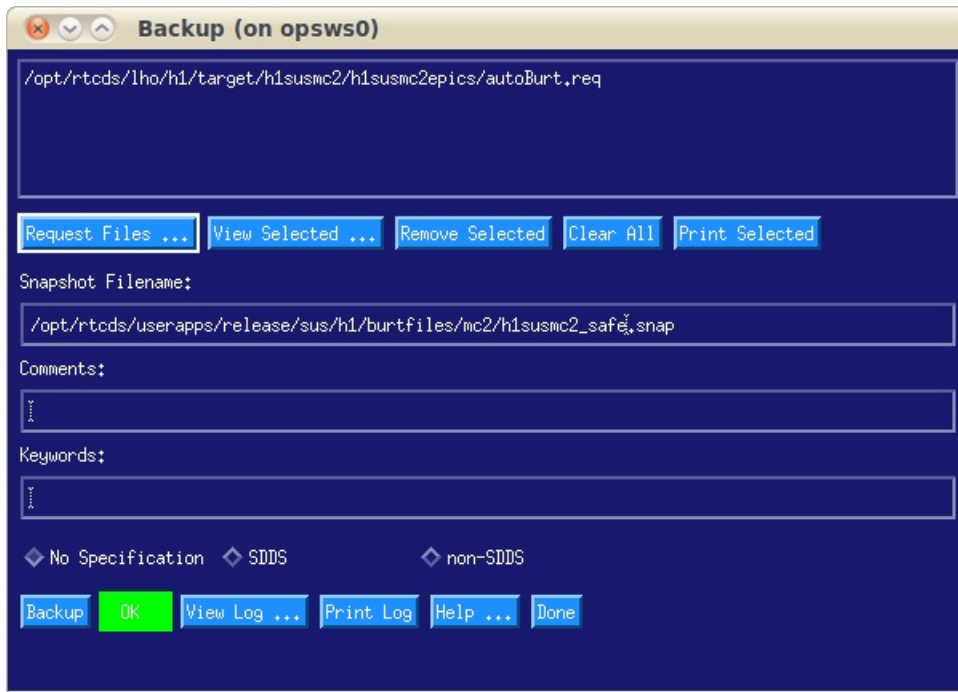 Backup (on opsws0)
/opt/rtcds/lho/h1/target/h1susmc2/h1susmc2epics/autoBurt.req
Request Files ... View Selected ... Remove Selected Clear All Print Selected
Snapshot Filename:
/opt/rtcds/userapps/release/sus/h1/burtfiles/mc2/h1susmc2_safe.snap
Comments:
Keywords:
No Specification SDDS non-SDDS
Backup OK View Log ... Print Log Help ... Done